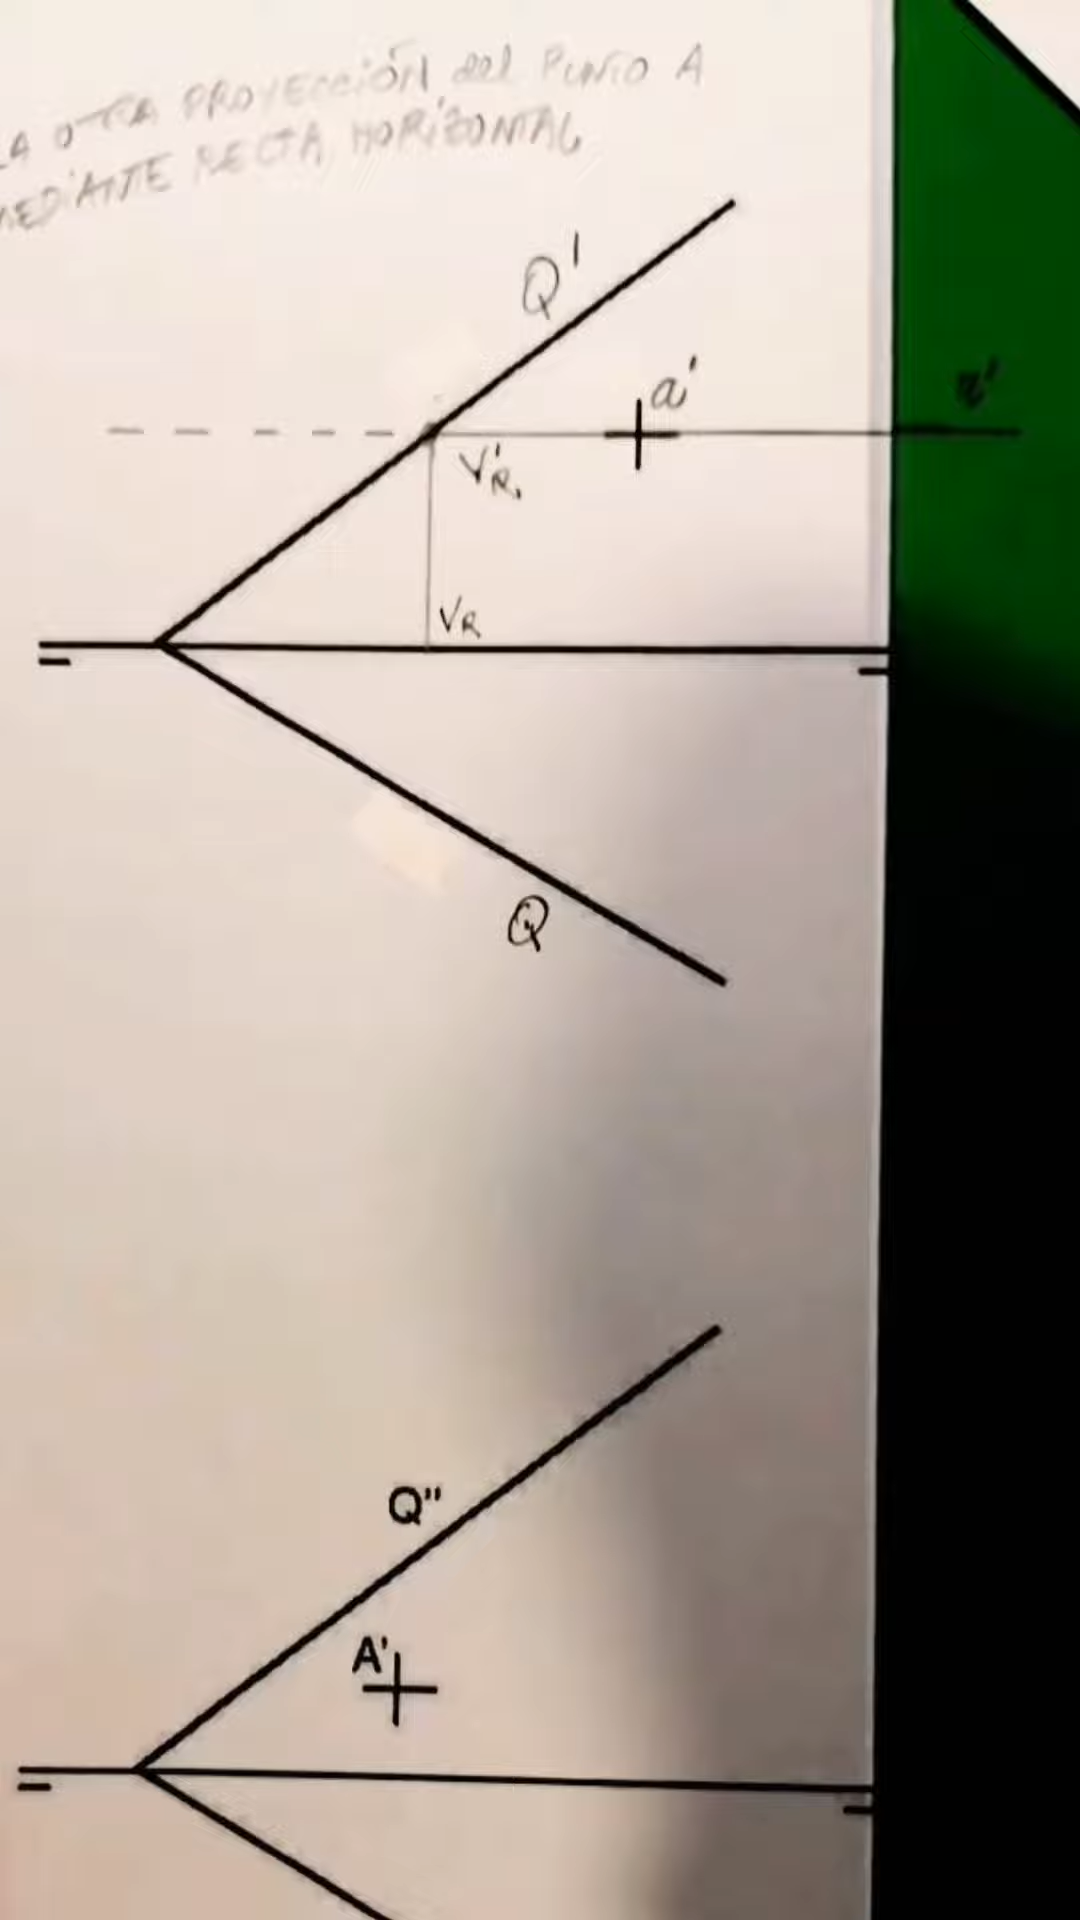 LA OTRA PROYECCIÓN del PUNTO A
MEDIANTE RECTA HORIZONTAL
Q'
a'
r'
V'R
VR
Q
Q"
A'